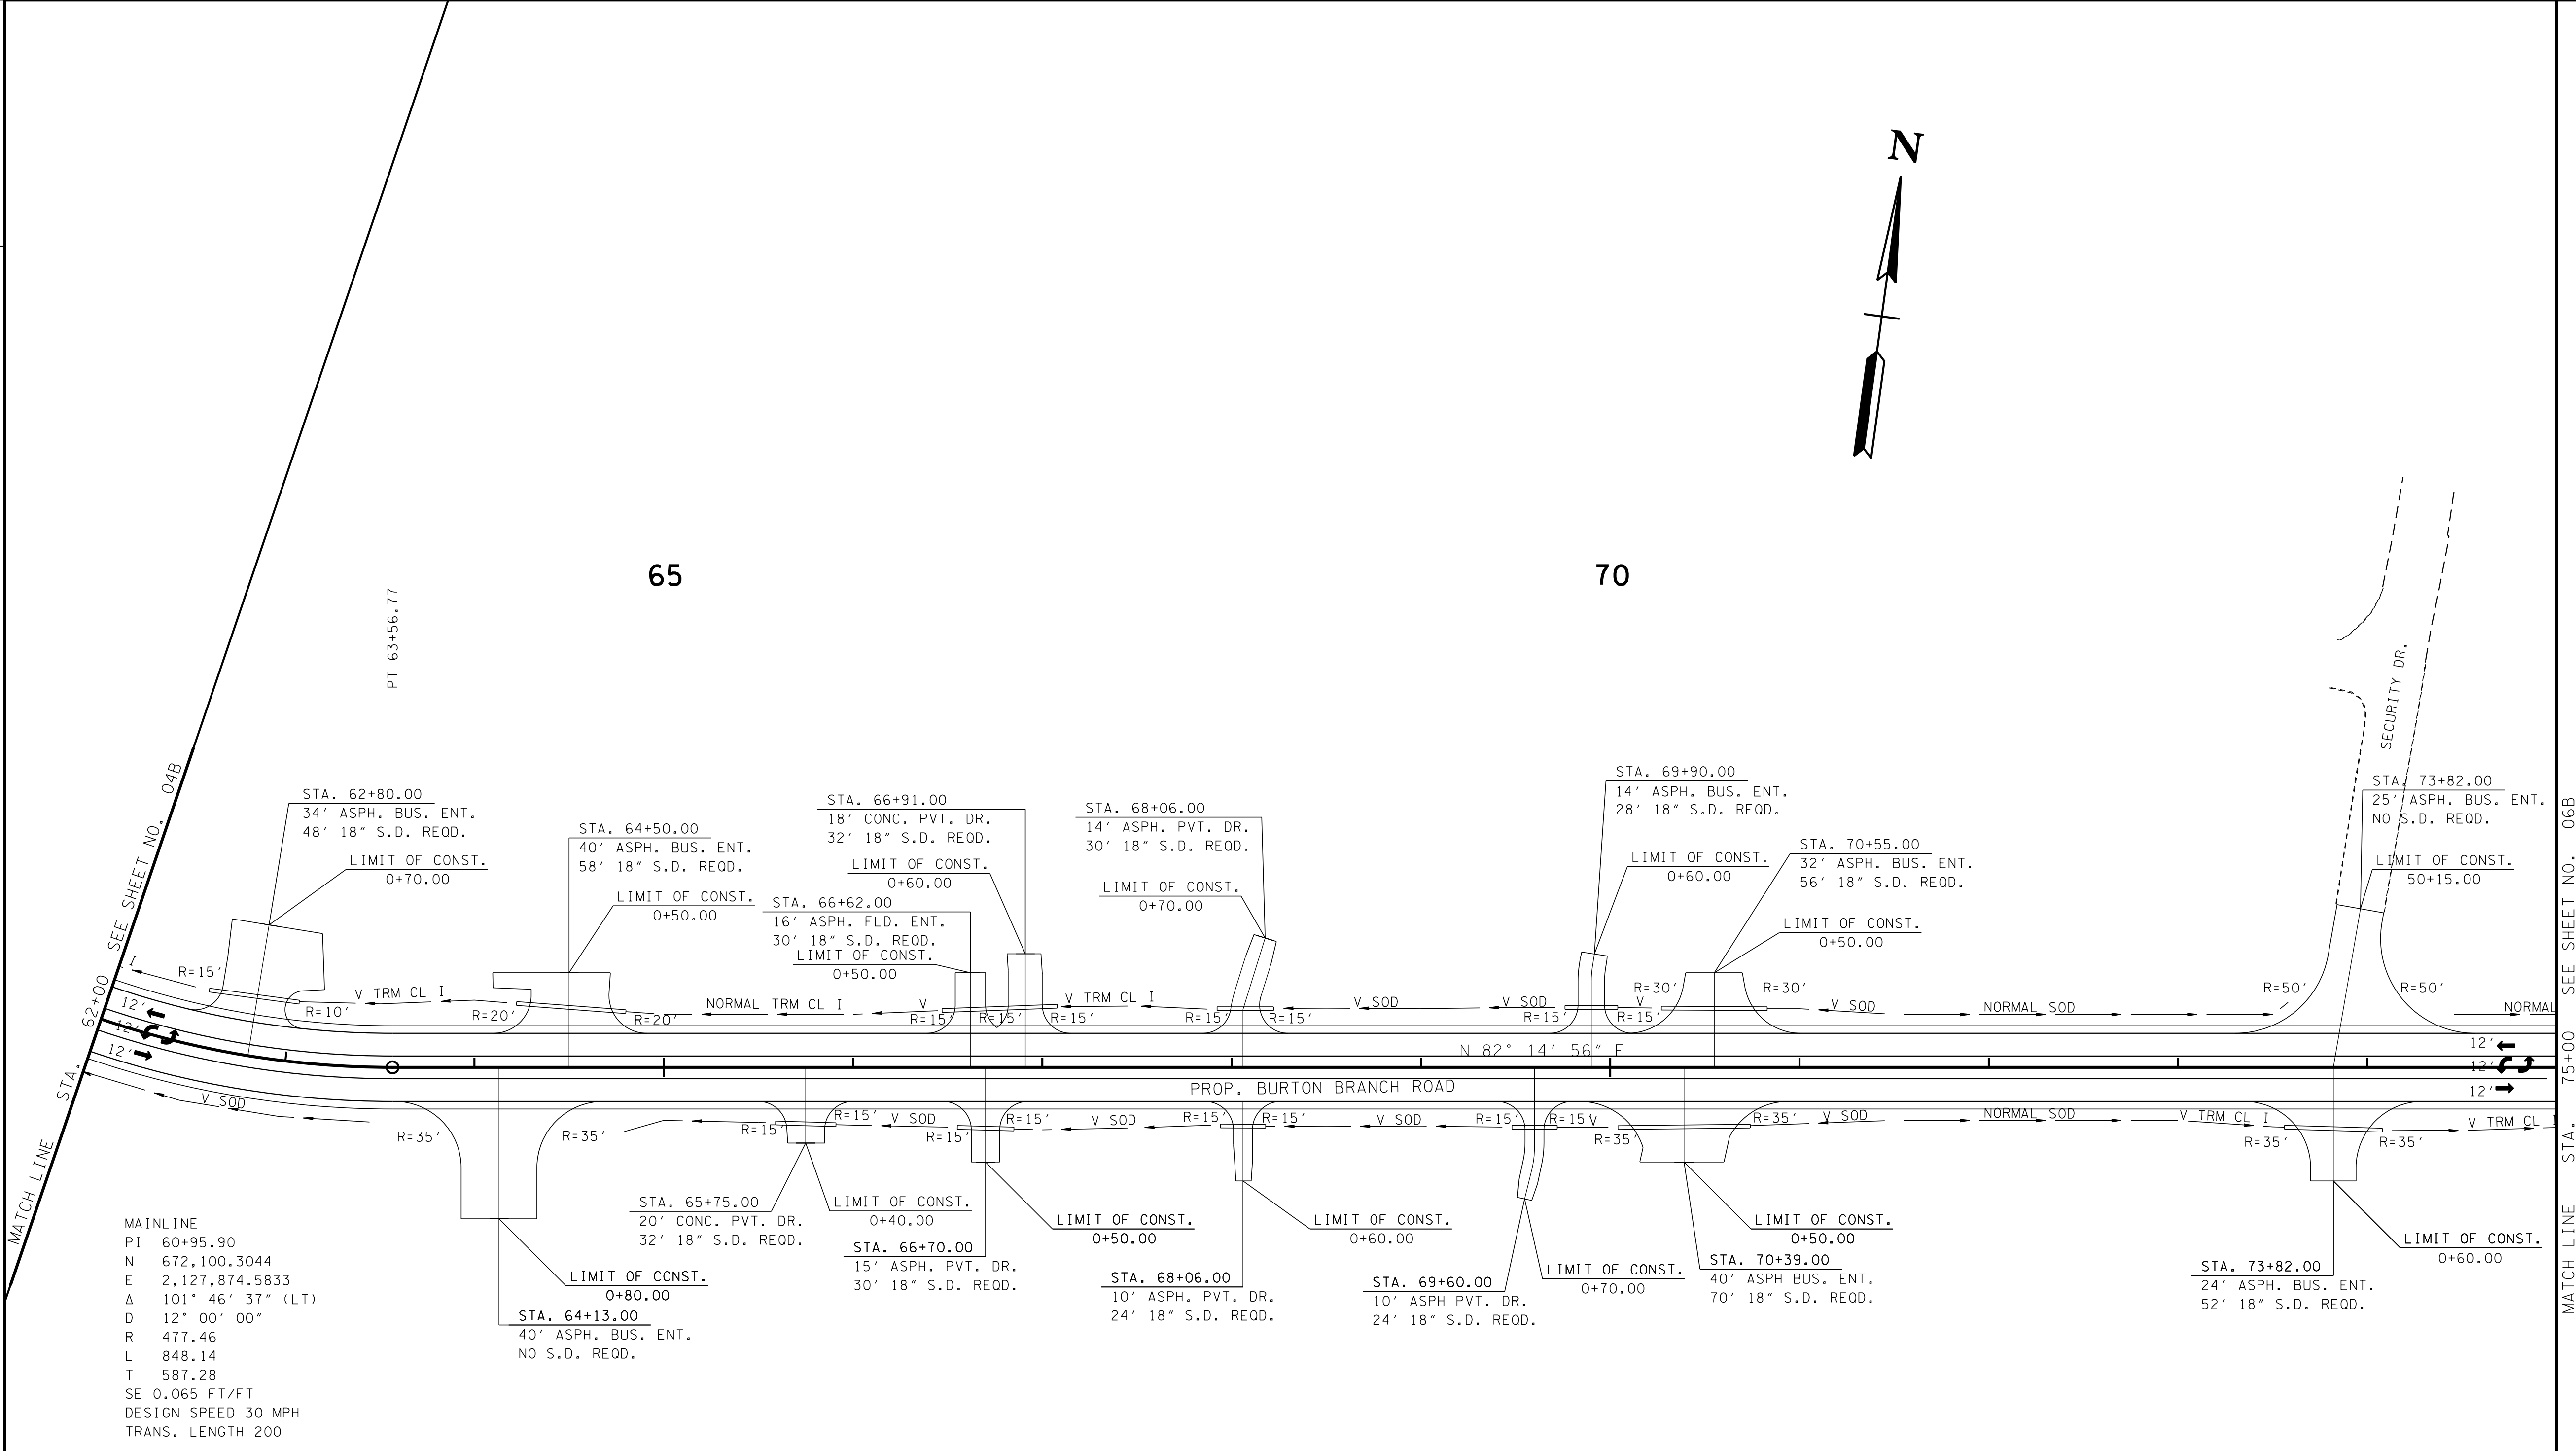 N
65
70
PT 63+56.77
SECURITY DR.
MATCH LINE STA. 62+00 SEE SHEET NO. 04B
MATCH LINE STA. 75+00 SEE SHEET NO. 06B
STA. 62+80.00
34' ASPH. BUS. ENT.
48' 18" S.D. REQD.
LIMIT OF CONST.
0+70.00
STA. 64+50.00
40' ASPH. BUS. ENT.
58' 18" S.D. REQD.
LIMIT OF CONST.
0+50.00
STA. 66+91.00
18' CONC. PVT. DR.
32' 18" S.D. REQD.
LIMIT OF CONST.
0+60.00
STA. 66+62.00
16' ASPH. FLD. ENT.
30' 18" S.D. REQD.
LIMIT OF CONST.
0+50.00
STA. 68+06.00
14' ASPH. PVT. DR.
30' 18" S.D. REQD.
LIMIT OF CONST.
0+70.00
STA. 69+90.00
14' ASPH. BUS. ENT.
28' 18" S.D. REQD.
LIMIT OF CONST.
0+60.00
STA. 70+55.00
32' ASPH. BUS. ENT.
56' 18" S.D. REQD.
LIMIT OF CONST.
0+50.00
STA. 73+82.00
25' ASPH. BUS. ENT.
NO S.D. REQD.
LIMIT OF CONST.
50+15.00
I
R=15'
R=10'
V TRM CL I
R=20'
R=20'
NORMAL TRM CL I
V
R=15'
R=15'
R=15'
V TRM CL I
R=15'
R=15'
V SOD
V SOD
R=15'
R=15'
V
R=30'
R=30'
V SOD
NORMAL SOD
R=50'
R=50'
NORMAL
12'
12'
12'
N 82° 14' 56" E
PROP. BURTON BRANCH ROAD
12'
12'
12'
V SOD
R=35'
R=35'
R=15'
R=15'
V SOD
R=15'
R=15'
V SOD
R=15'
R=15'
V SOD
R=15'
R=15'
V
R=35'
R=35'
V SOD
NORMAL SOD
V TRM CL I
R=35'
R=35'
V TRM CL I
LIMIT OF CONST.
0+80.00
STA. 64+13.00
40' ASPH. BUS. ENT.
NO S.D. REQD.
STA. 65+75.00
20' CONC. PVT. DR.
32' 18" S.D. REQD.
LIMIT OF CONST.
0+40.00
STA. 66+70.00
15' ASPH. PVT. DR.
30' 18" S.D. REQD.
LIMIT OF CONST.
0+50.00
STA. 68+06.00
10' ASPH. PVT. DR.
24' 18" S.D. REQD.
LIMIT OF CONST.
0+60.00
STA. 69+60.00
10' ASPH PVT. DR.
24' 18" S.D. REQD.
LIMIT OF CONST.
0+70.00
LIMIT OF CONST.
0+50.00
STA. 70+39.00
40' ASPH BUS. ENT.
70' 18" S.D. REQD.
STA. 73+82.00
24' ASPH. BUS. ENT.
52' 18" S.D. REQD.
LIMIT OF CONST.
0+60.00
MAINLINE
PI 60+95.90
N 672,100.3044
E 2,127,874.5833
Δ 101° 46' 37" (LT)
D 12° 00' 00"
R 477.46
L 848.14
T 587.28
SE 0.065 FT/FT
DESIGN SPEED 30 MPH
TRANS. LENGTH 200